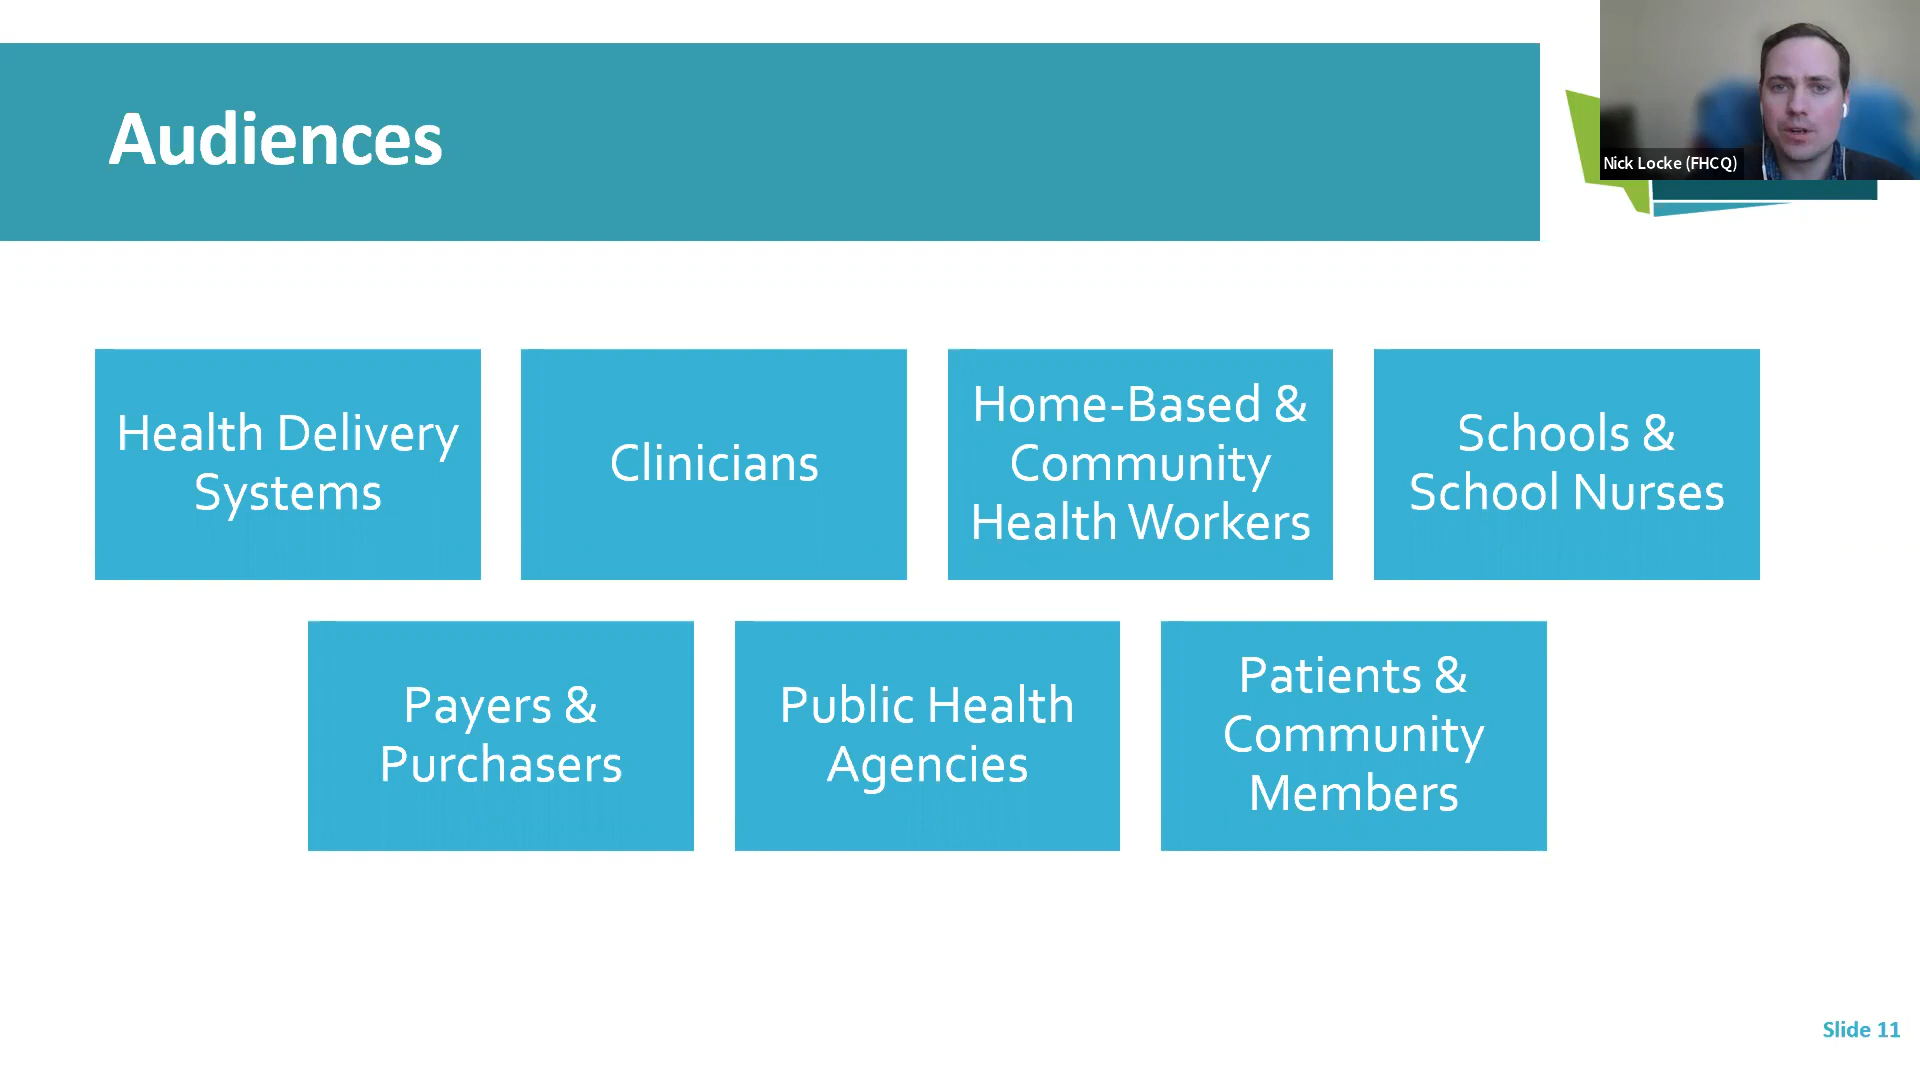 Audiences
Nick Locke (FHCQ)
Health Delivery
Systems
Clinicians
Home-Based &
Community
Health Workers
Schools &
School Nurses
Payers &
Purchasers
Public Health
Agencies
Patients &
Community
Members
Slide 11